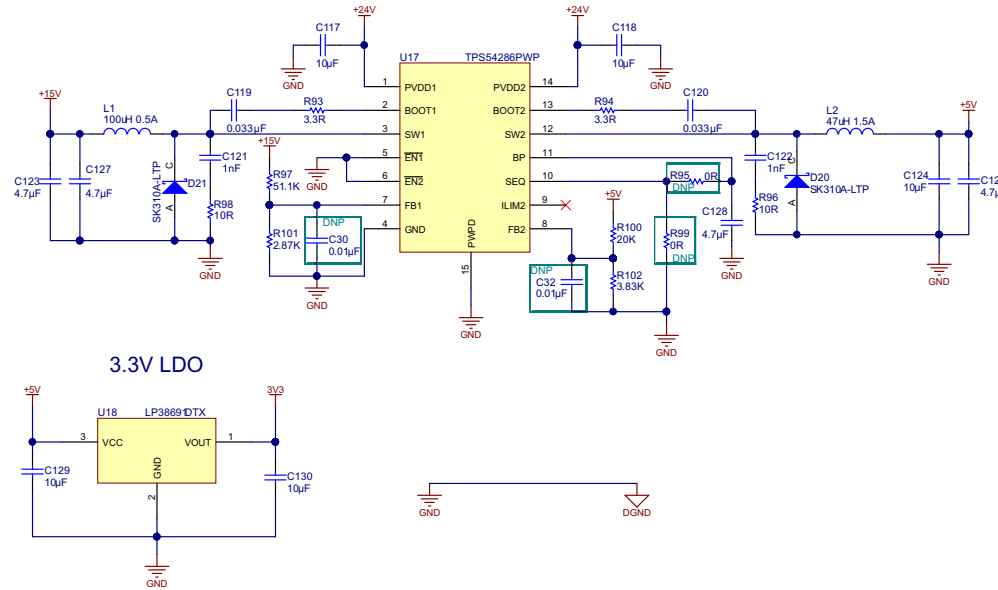 +24V
+24V
C117
10µF
GND
C118
10µF
GND
U17
TPS54286PWP
1
PVDD1
2
BOOT1
3
SW1
5
EN1
6
EN2
7
FB1
4
GND
PWPD
15
14
PVDD2
13
BOOT2
12
SW2
11
BP
10
SEQ
9
ILIM2
8
FB2
GND
+15V
L1
100uH 0.5A
C119
0.033µF
R93
3.3R
C123
4.7µF
C127
4.7µF
SK310A-LTP
C
A
D21
C121
1nF
R98
10R
GND
+15V
R97
51.1K
R101
2.87K
GND
DNP
C30
0.01µF
GND
R94
3.3R
C120
0.033µF
L2
47uH 1.5A
+5V
R95
0R
DNP
+5V
R100
20K
R102
3.83K
R99
0R
DNP
C128
4.7µF
GND
DNP
C32
0.01µF
GND
C122
1nF
R96
10R
C
A
D20
SK310A-LTP
C124
10µF
4.7µ
GND
3.3V LDO
+5V
U18
LP38691DTX
3
VCC
VOUT
1
GND
2
3V3
C129
10µF
C130
10µF
GND
GND
DGND